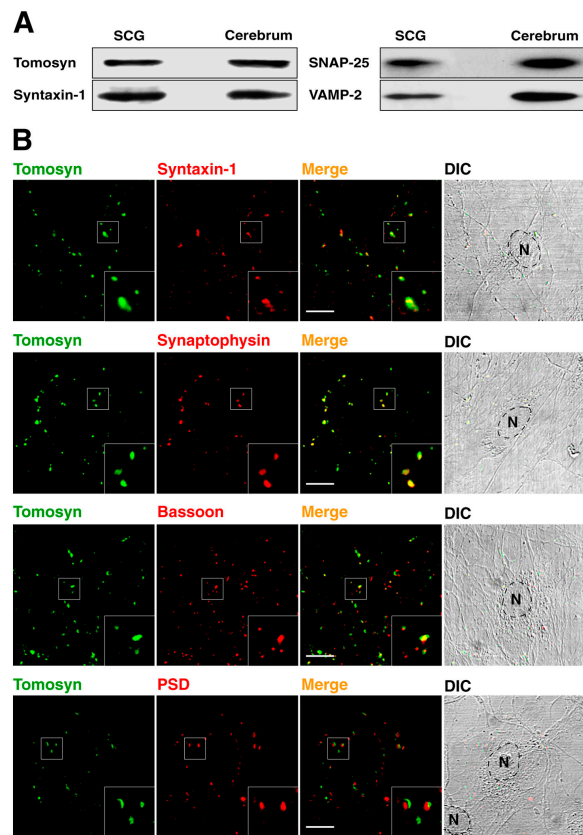 A
SCG Cerebrum SCG Cerebrum
Tomosyn SNAP-25
Syntaxin-1 VAMP-2
B
Tomosyn Syntaxin-1 Merge DIC
N
Tomosyn Synaptophysin Merge DIC
N
Tomosyn Bassoon Merge DIC
N
Tomosyn PSD Merge DIC
N
N